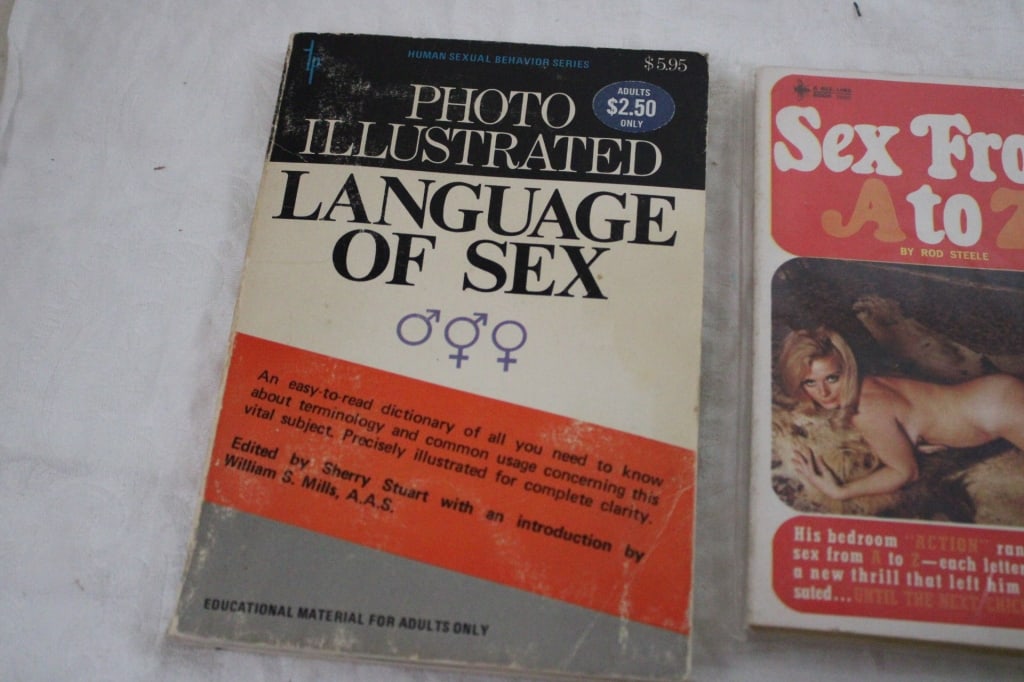 HUMAN SEXUAL BEHAVIOR SERIES
$5.95
ADULTS
$2.50
ONLY
PHOTO
ILLUSTRATED
LANGUAGE
OF SEX
An easy-to-read dictionary of all you need to know
about terminology and common usage concerning this
vital subject. Precisely illustrated for complete clarity.
Edited by Sherry Stuart with an introduction by
William S. Mills, A.A.S.
EDUCATIONAL MATERIAL FOR ADULTS ONLY
Sex Fro
A to Z
BY ROD STEELE
His bedroom "ACTION" ran
sex from A to Z—each letter
a new thrill that left him
sated...UNTIL THE NEXT CHICK